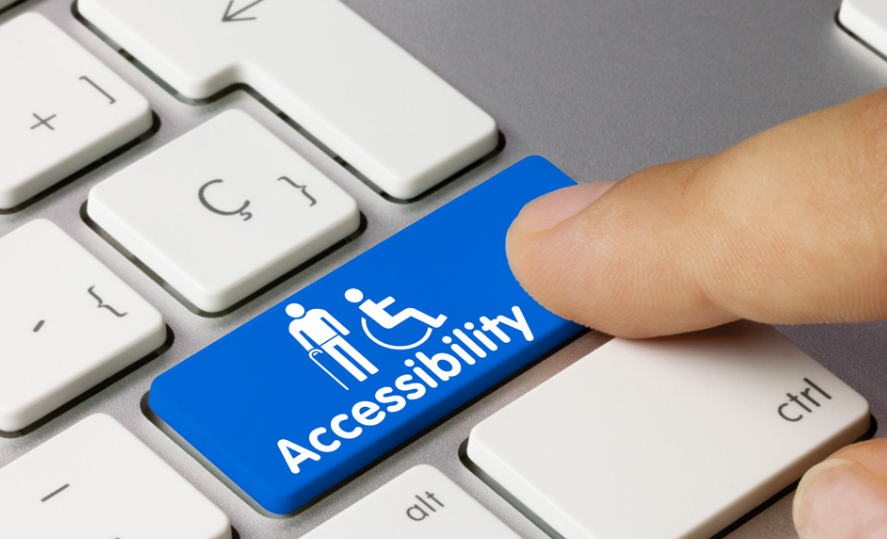 + ]
Ç }
- {
Accessibility
ctrl
_
alt